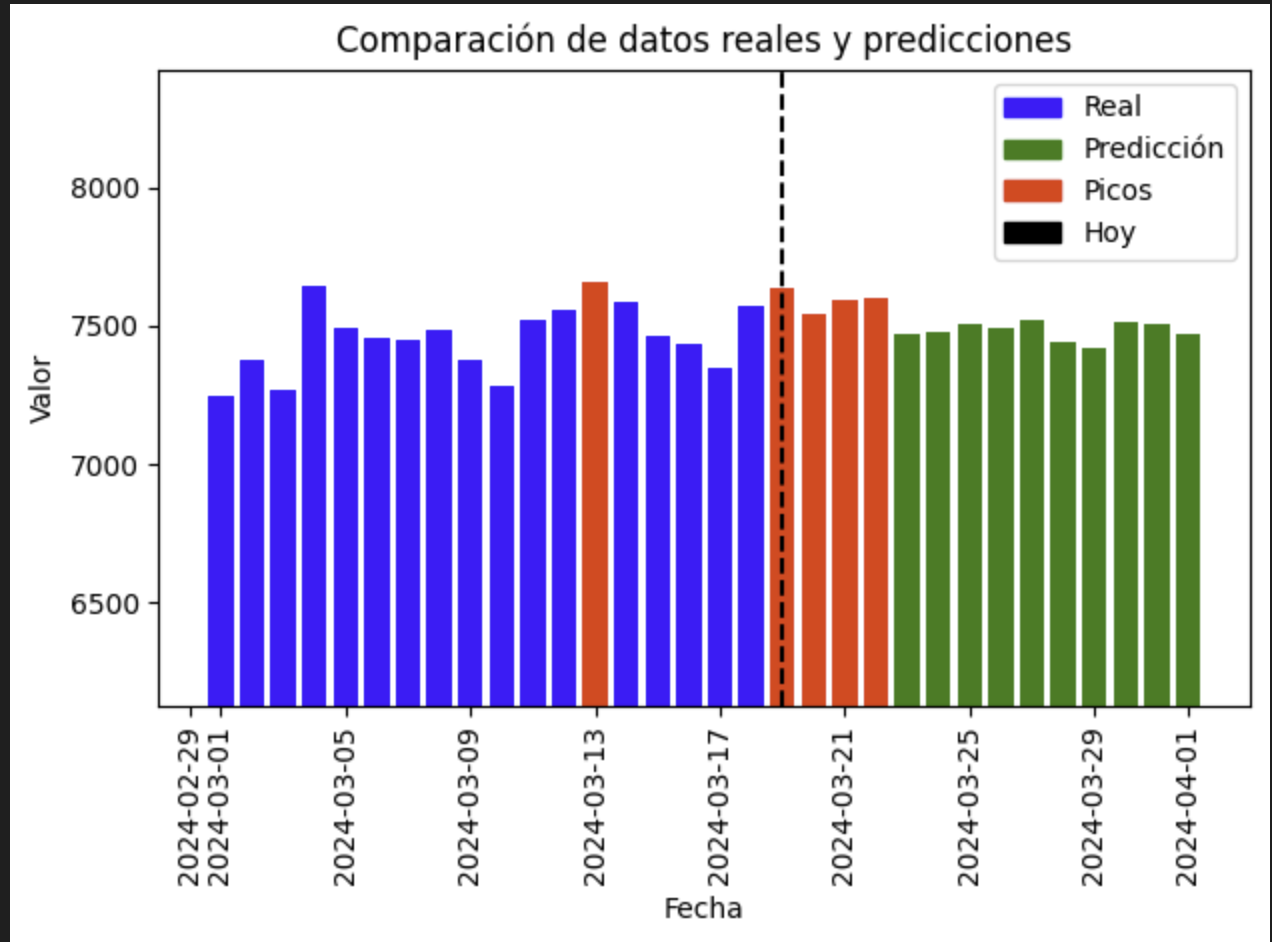 Comparación de datos reales y predicciones
Real
Predicción
Picos
Hoy
8000
7500
7000
6500
Valor
2024-02-29
2024-03-01
2024-03-05
2024-03-09
2024-03-13
2024-03-17
2024-03-21
2024-03-25
2024-03-29
2024-04-01
Fecha